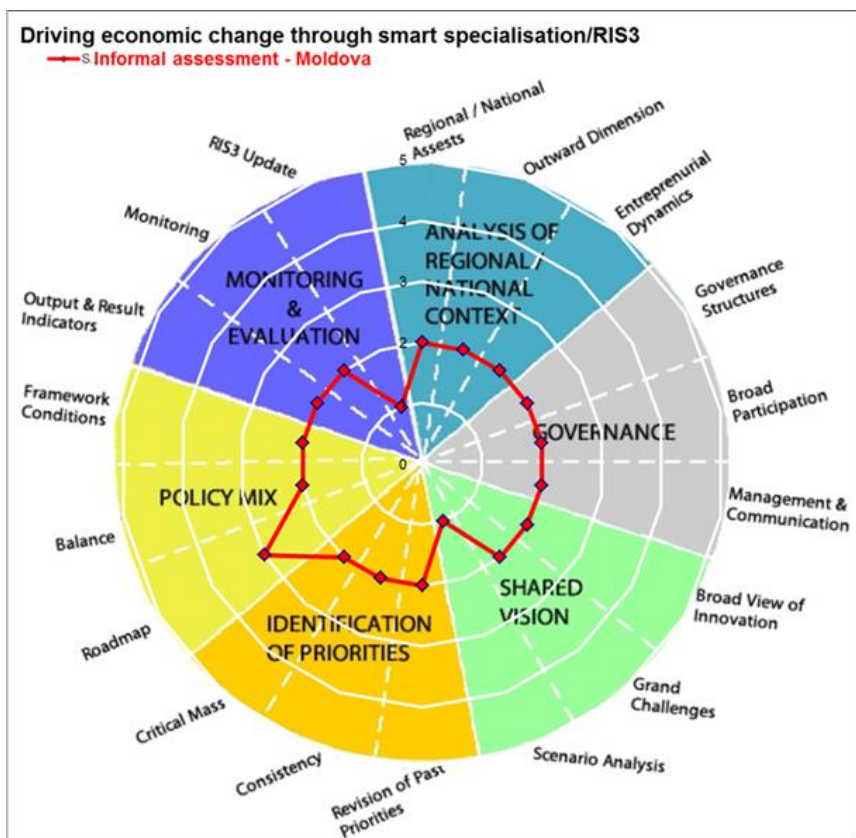 Driving economic change through smart specialisation/RIS3
S Informal assessment - Moldova
Regional / National
Assests
Outward Dimension
Entreprenurial
Dynamics
Governance
Structures
Broad
Participation
Management &
Communication
Broad View of
Innovation
Grand
Challenges
Scenario Analysis
Revision of Past
Priorities
Consistency
Critical Mass
Roadmap
Balance
Framework
Conditions
Output & Result
Indicators
Monitoring
RIS3 Update
5
4
3
2
0
ANALYSIS OF
REGIONAL /
NATIONAL
CONTEXT
GOVERNANCE
SHARED
VISION
IDENTIFICATION
OF PRIORITIES
POLICY MIX
MONITORING
&
EVALUATION